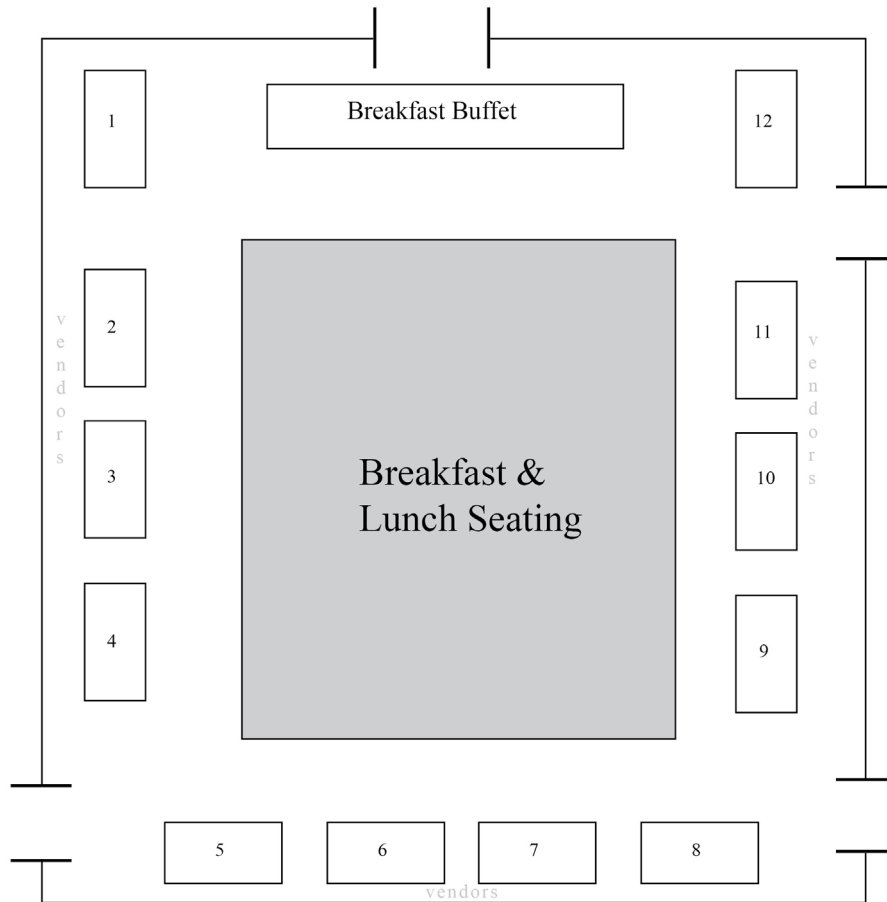 Breakfast Buffet
1
12
2
11
vendors
vendors
3
10
Breakfast &
Lunch Seating
4
9
5
6
7
8
vendors